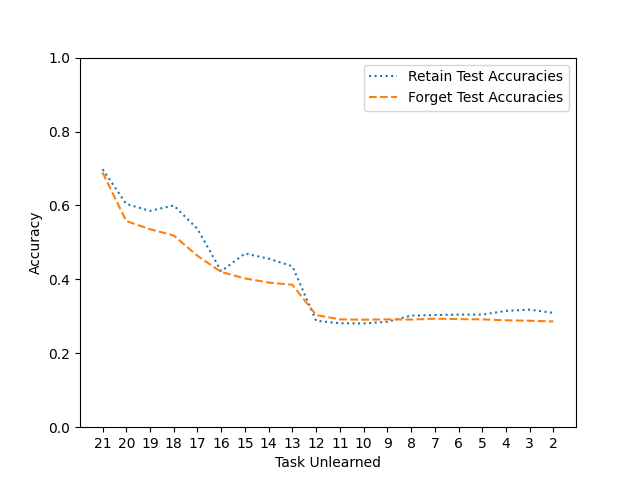 Retain Test Accuracies
Forget Test Accuracies
1.0
0.8
0.6
0.4
0.2
0.0
Accuracy
21 20 19 18 17 16 15 14 13 12 11 10 9 8 7 6 5 4 3 2
Task Unlearned